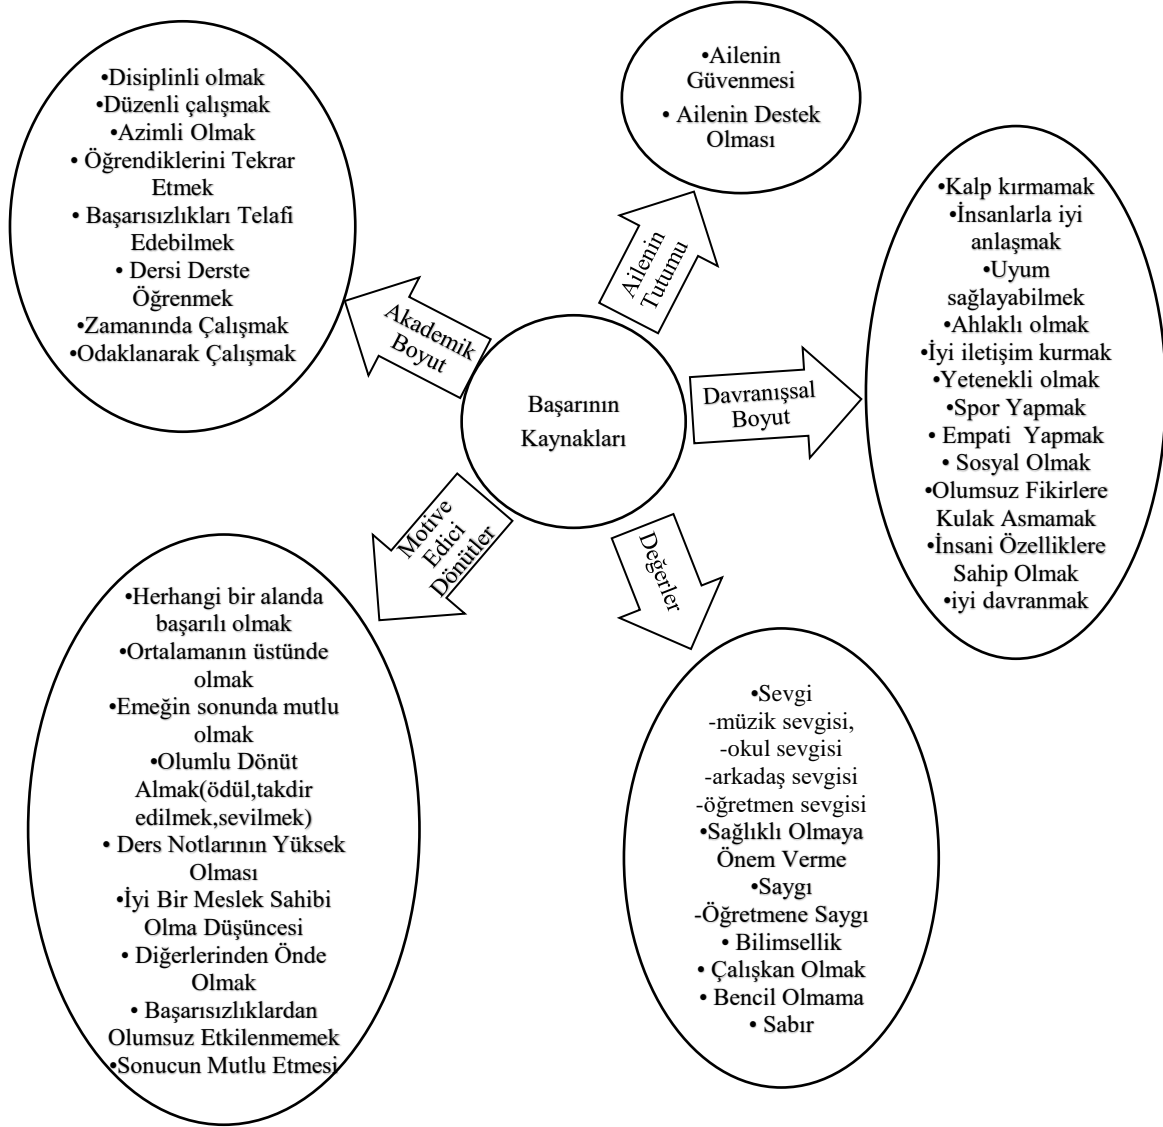 •Disiplinli olmak
•Düzenli çalışmak
•Azimli Olmak
• Öğrendiklerini Tekrar
Etmek
• Başarısızlıkları Telafi
Edebilmek
• Dersi Derste
Öğrenmek
•Zamanında Çalışmak
•Odaklanarak Çalışmak
•Ailenin
Güvenmesi
• Ailenin Destek
Olması
•Kalp kırmamak
•İnsanlarla iyi
anlaşmak
•Uyum
sağlayabilmek
•Ahlaklı olmak
•İyi iletişim kurmak
•Yetenekli olmak
•Spor Yapmak
• Empati  Yapmak
• Sosyal Olmak
•Olumsuz Fikirlere
Kulak Asmamak
•İnsani Özelliklere
Sahip Olmak
•iyi davranmak
Ailenin
Tutumu
Akademik
Boyut
Başarının
Kaynakları
Davranışsal
Boyut
Motive
Edici
Dönütler
Değerler
•Herhangi bir alanda
başarılı olmak
•Ortalamanın üstünde
olmak
•Emeğin sonunda mutlu
olmak
•Olumlu Dönüt
Almak(ödül,takdir
edilmek,sevilmek)
• Ders Notlarının Yüksek
Olması
•İyi Bir Meslek Sahibi
Olma Düşüncesi
• Diğerlerinden Önde
Olmak
• Başarısızlıklardan
Olumsuz Etkilenmemek
•Sonucun Mutlu Etmesi
•Sevgi
-müzik sevgisi,
-okul sevgisi
-arkadaş sevgisi
-öğretmen sevgisi
•Sağlıklı Olmaya
Önem Verme
•Saygı
-Öğretmene Saygı
• Bilimsellik
• Çalışkan Olmak
• Bencil Olmama
• Sabır